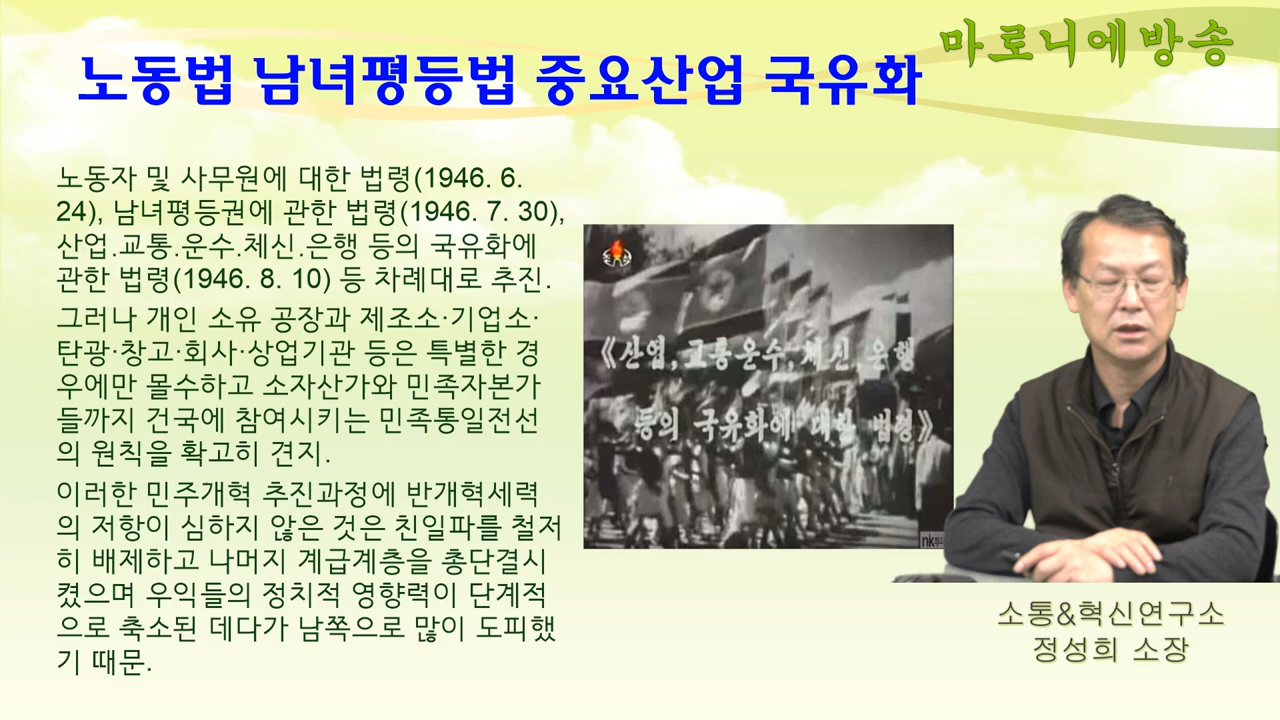 마로니에방송
노동법 남녀평등법 중요산업 국유화
노동자 및 사무원에 대한 법령(1946. 6.
24), 남녀평등권에 관한 법령(1946. 7. 30),
산업.교통.운수.체신.은행 등의 국유화에
관한 법령(1946. 8. 10) 등 차례대로 추진.
그러나 개인 소유 공장과 제조소·기업소·
탄광·창고·회사·상업기관 등은 특별한 경
우에만 몰수하고 소자산가와 민족자본가
들까지 건국에 참여시키는 민족통일전선
의 원칙을 확고히 견지.
이러한 민주개혁 추진과정에 반개혁세력
의 저항이 심하지 않은 것은 친일파를 철저
히 배제하고 나머지 계급계층을 총단결시
켰으며 우익들의 정치적 영향력이 단계적
으로 축소된 데다가 남쪽으로 많이 도피했
기 때문.
《산업,교통운수,체신,은행
등의 국유화에 대한 법령》
nk
소통&혁신연구소
정성희 소장